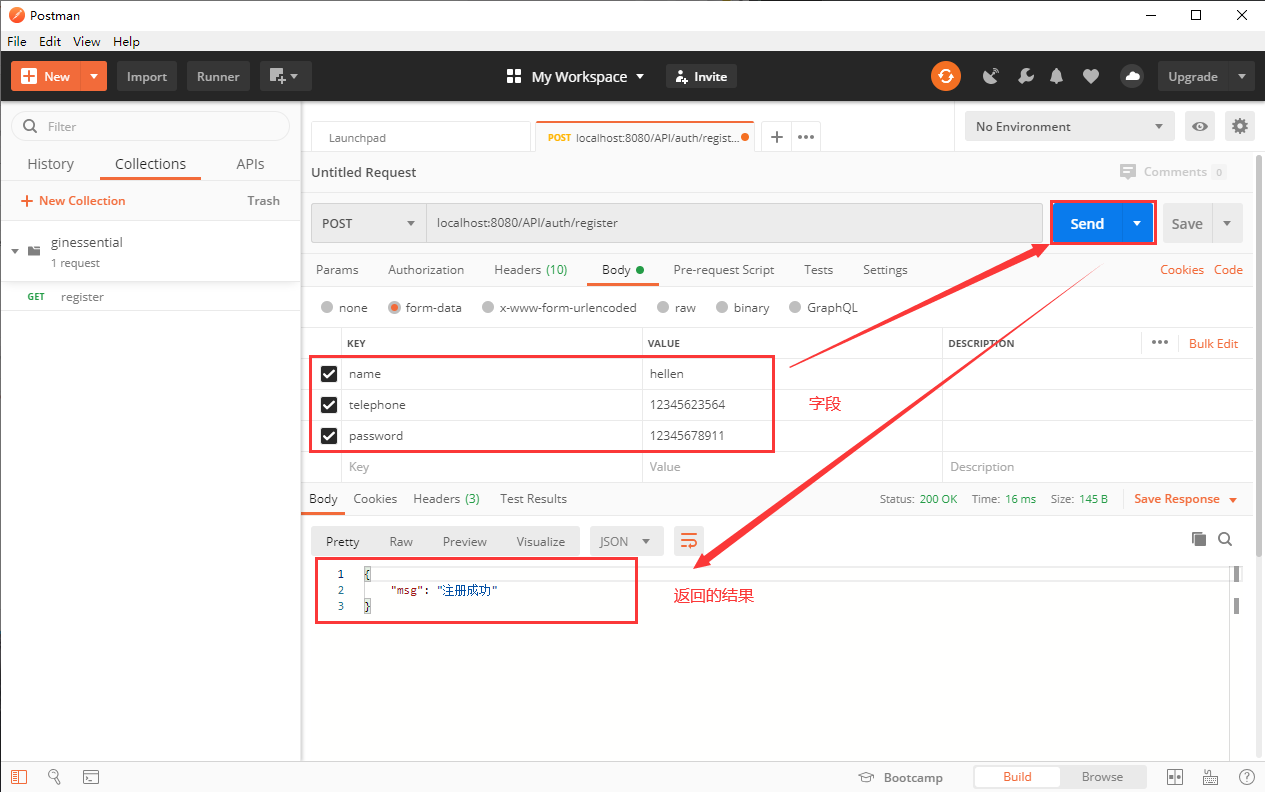 Postman
File Edit View Help
New Import Runner My Workspace Invite Upgrade
Filter
History Collections APIs
New Collection Trash
ginessential
1 request
GET register
Launchpad POST localhost:8080/API/auth/regist... No Environment
Untitled Request Comments 0
POST localhost:8080/API/auth/register Send Save
Params Authorization Headers (10) Body Pre-request Script Tests Settings Cookies Code
none form-data x-www-form-urlencoded raw binary GraphQL
KEY VALUE DESCRIPTION Bulk Edit
name hellen
telephone 12345623564
字段
password 12345678911
Key Value Description
Body Cookies Headers (3) Test Results Status: 200 OK Time: 16 ms Size: 145 B Save Response
Pretty Raw Preview Visualize JSON
1 {
2 "msg": "注册成功"
3 }
返回的结果
Bootcamp Build Browse